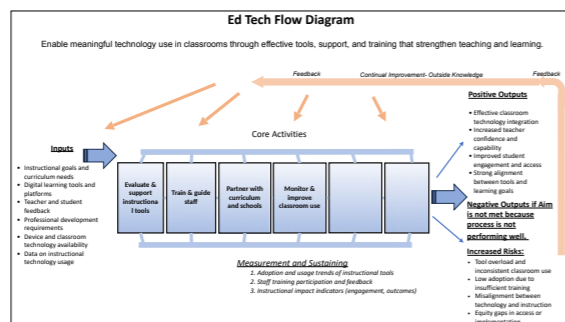 Ed Tech Flow Diagram
Enable meaningful technology use in classrooms through effective tools, support, and training that strengthen teaching and learning.
Feedback
Continual Improvement- Outside Knowledge
Feedback
Core Activities
Inputs
• Instructional goals and
curriculum needs
• Digital learning tools and
platforms
• Teacher and student
feedback
• Professional development
requirements
• Device and classroom
technology availability
• Data on instructional
technology usage
Evaluate &
support
instructiona
l tools
Train & guide
staff
Partner with
curriculum
and schools
Monitor &
improve
classroom use
Measurement and Sustaining
1. Adoption and usage trends of instructional tools
2. Staff training participation and feedback
3. Instructional impact indicators (engagement, outcomes)
Positive Outputs
• Effective classroom
technology integration
• Increased teacher
confidence and
capability
• Improved student
engagement and access
• Strong alignment
between tools and
learning goals
Negative Outputs if Aim
is not met because
process is not
performing well.
Increased Risks:
- Tool overload and
inconsistent classroom use
- Low adoption due to
insufficient training
- Misalignment between
technology and instruction
- Equity gaps in access or
implementation